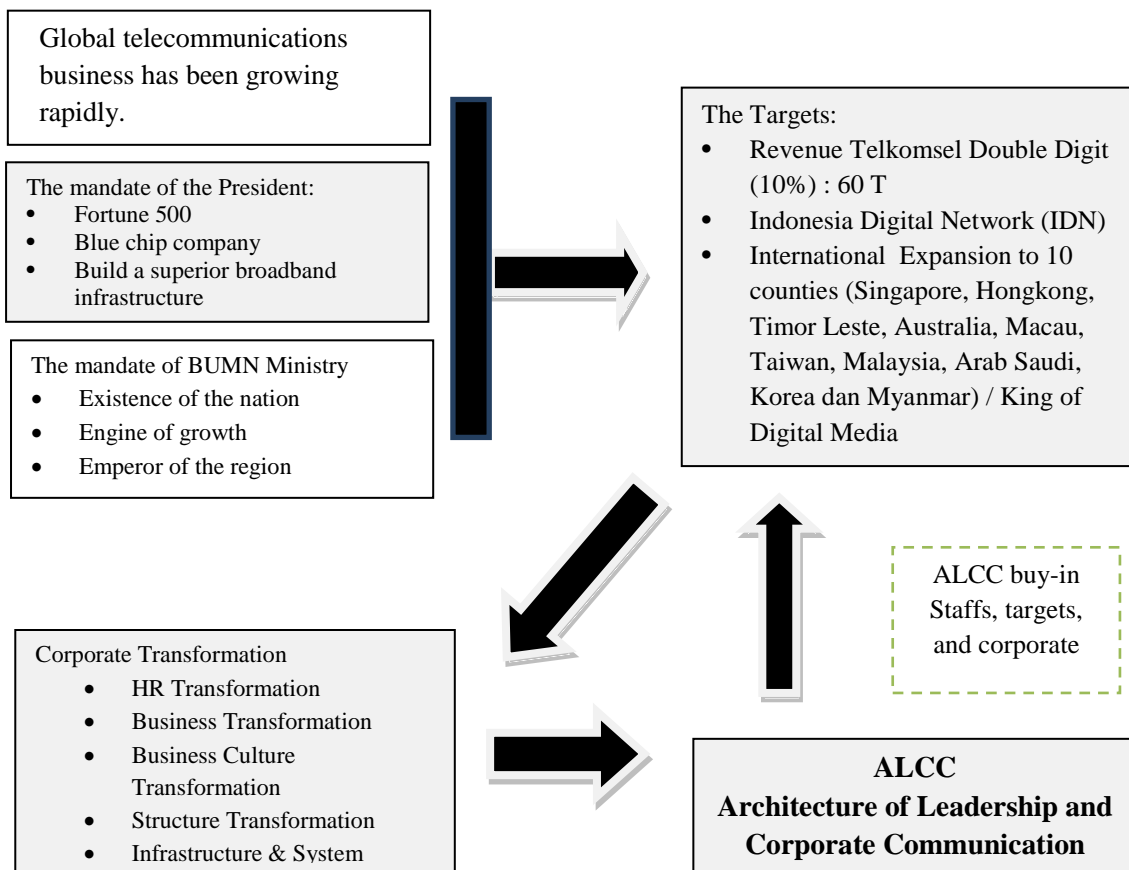 Global telecommunications
business has been growing
rapidly.
The mandate of the President:
• Fortune 500
• Blue chip company
• Build a superior broadband
infrastructure
The mandate of BUMN Ministry
• Existence of the nation
• Engine of growth
• Emperor of the region
The Targets:
• Revenue Telkomsel Double Digit
(10%) : 60 T
• Indonesia Digital Network (IDN)
• International Expansion to 10
counties (Singapore, Hongkong,
Timor Leste, Australia, Macau,
Taiwan, Malaysia, Arab Saudi,
Korea dan Myanmar) / King of
Digital Media
ALCC buy-in
Staffs, targets,
and corporate
Corporate Transformation
• HR Transformation
• Business Transformation
• Business Culture
Transformation
• Structure Transformation
• Infrastructure & System
ALCC
Architecture of Leadership and
Corporate Communication